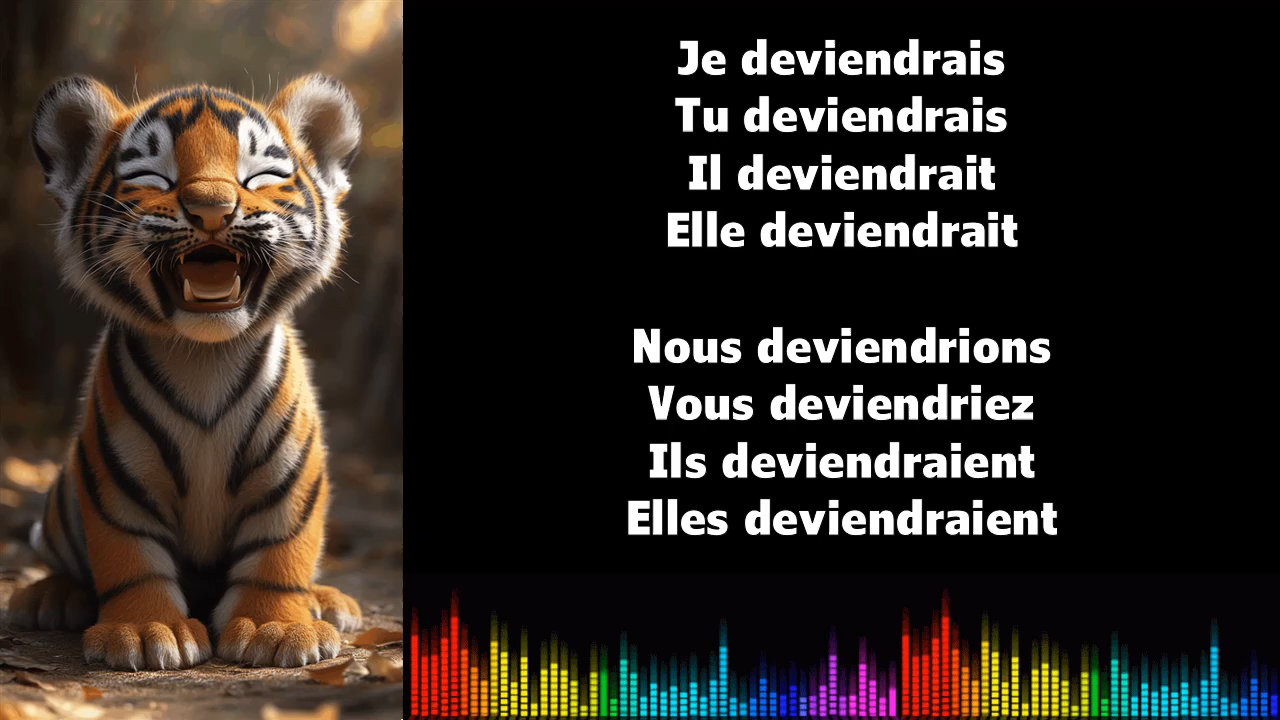 Je deviendrais
Tu deviendrais
Il deviendrait
Elle deviendrait
Nous deviendrions
Vous deviendriez
Ils deviendraient
Elles deviendraient